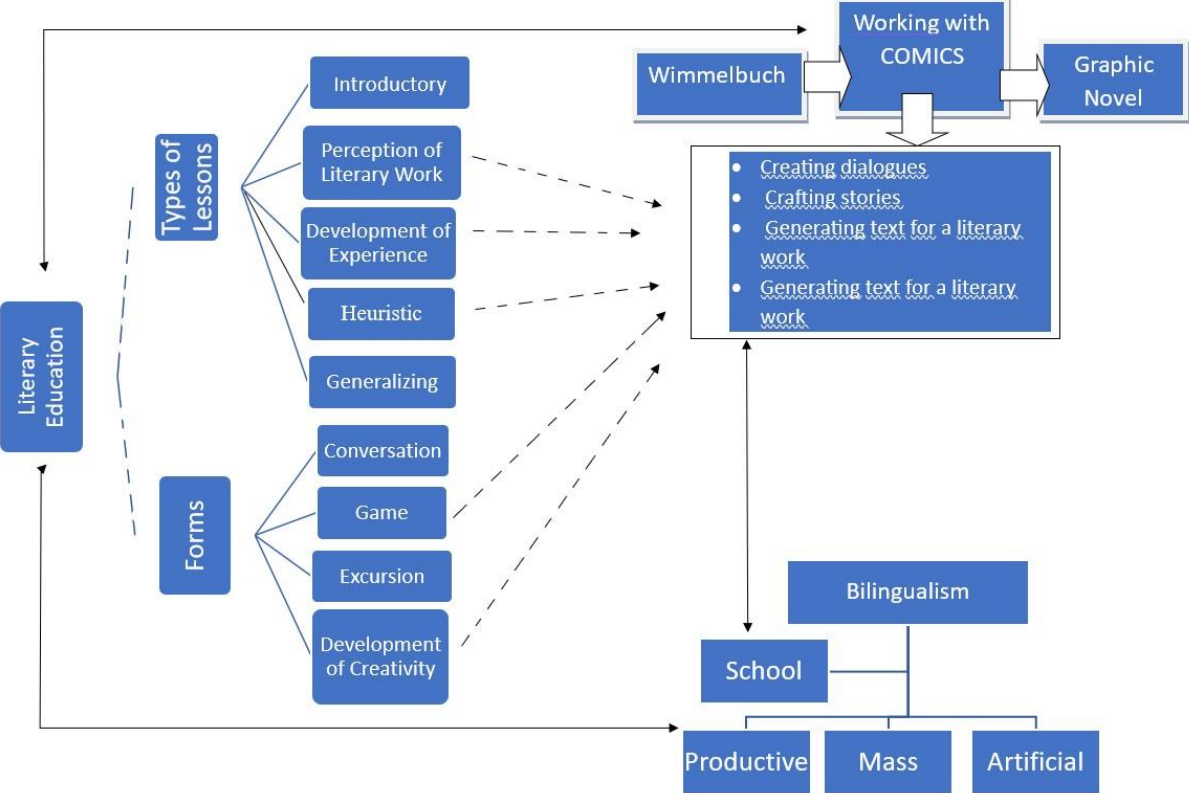 Working with
COMICS
Wimmelbuch
Graphic
Novel
Introductory
Perception of
Literary Work
Development of
Experience
Heuristic
Generalizing
Types of
Lessons
Literary
Education
Forms
Conversation
Game
Excursion
Development
of Creativity
• Creating dialogues
• Crafting stories
• Generating text for a literary
work
• Generating text for a literary
work
Bilingualism
School
Productive
Mass
Artificial